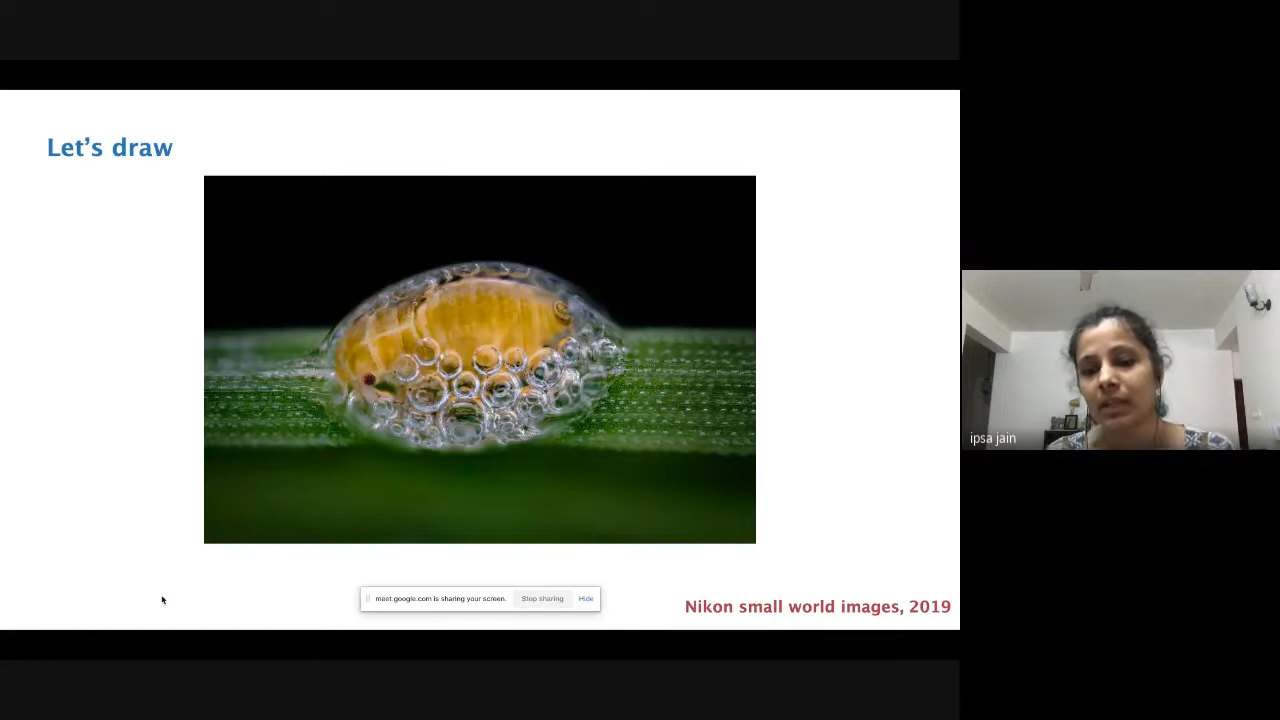 Let's draw
ipsa jain
meet.google.com is sharing your screen. Stop sharing Hide
Nikon small world images, 2019